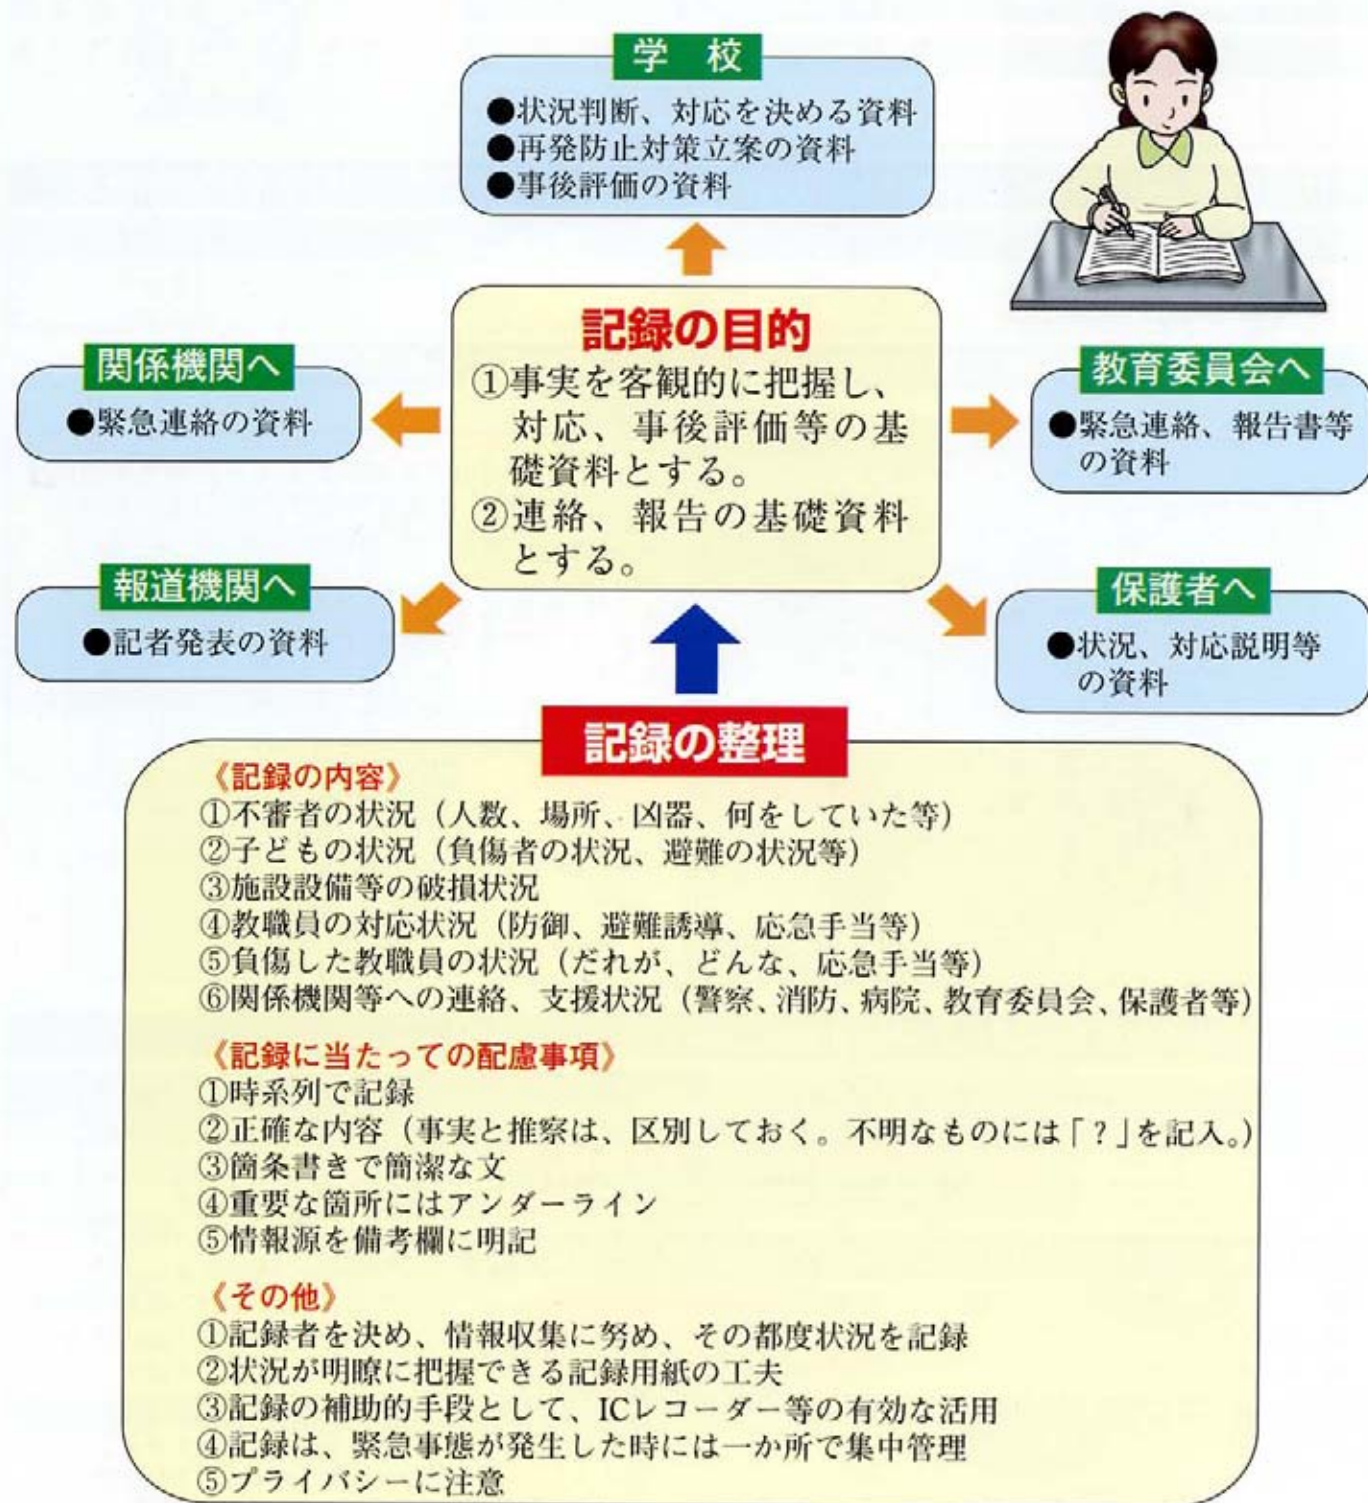 学 校
●状況判断、対応を決める資料
●再発防止対策立案の資料
●事後評価の資料
記録の目的
①事実を客観的に把握し、
対応、事後評価等の基
礎資料とする。
②連絡、報告の基礎資料
とする。
関係機関へ
●緊急連絡の資料
教育委員会へ
●緊急連絡、報告書等
の資料
報道機関へ
●記者発表の資料
保護者へ
●状況、対応説明等
の資料
記録の整理
《記録の内容》
①不審者の状況（人数、場所、凶器、何をしていた等）
②子どもの状況（負傷者の状況、避難の状況等）
③施設設備等の破損状況
④教職員の対応状況（防御、避難誘導、応急手当等）
⑤負傷した教職員の状況（だれが、どんな、応急手当等）
⑥関係機関等への連絡、支援状況（警察、消防、病院、教育委員会、保護者等）
《記録に当たっての配慮事項》
①時系列で記録
②正確な内容（事実と推察は、区別しておく。不明なものには「？」を記入。）
③箇条書きで簡潔な文
④重要な箇所にはアンダーライン
⑤情報源を備考欄に明記
《その他》
①記録者を決め、情報収集に努め、その都度状況を記録
②状況が明瞭に把握できる記録用紙の工夫
③記録の補助的手段として、ICレコーダー等の有効な活用
④記録は、緊急事態が発生した時には一か所で集中管理
⑤プライバシーに注意